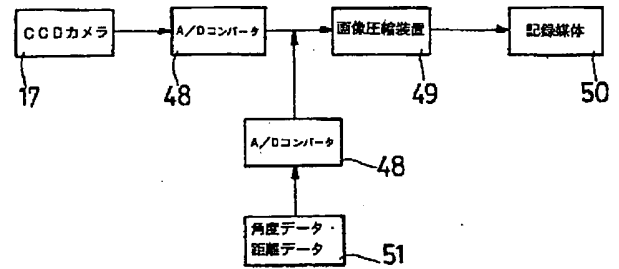 CCDカメラ
A/Dコンバータ
画像圧縮装置
記録媒体
17
48
49
50
A/Dコンバータ
48
角度データ
距離データ
51